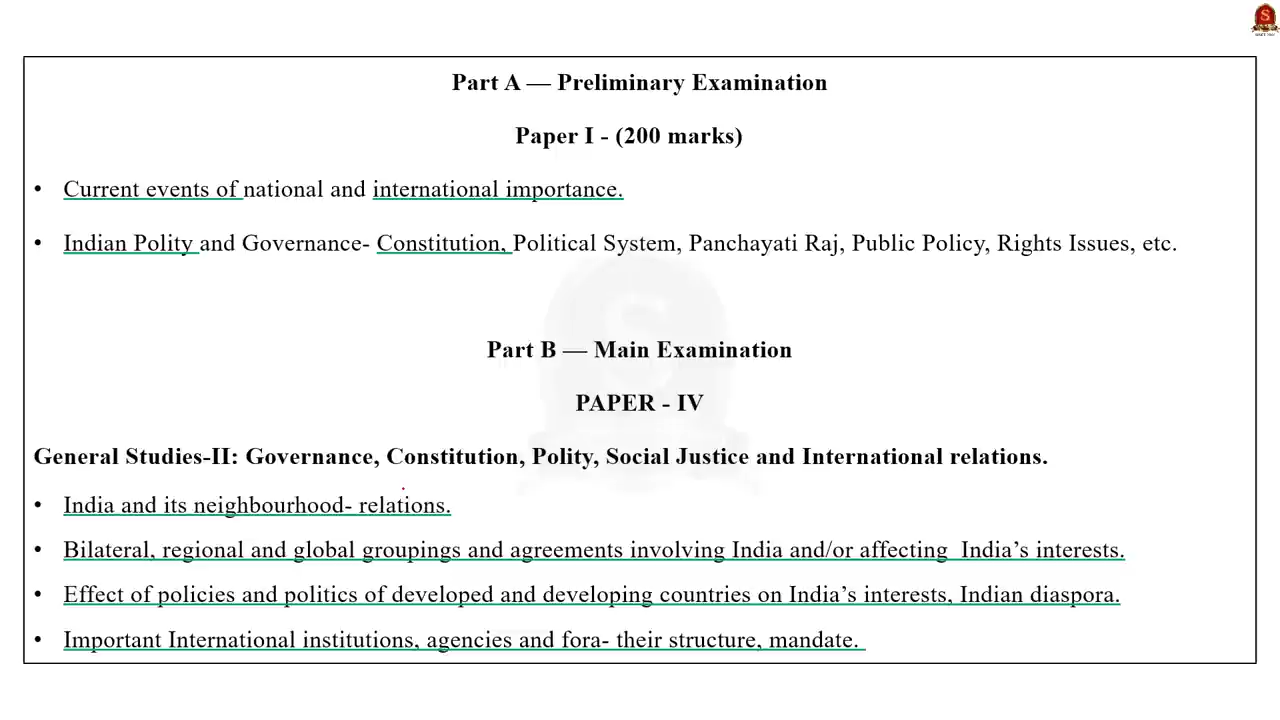 Part A — Preliminary Examination
Paper I - (200 marks)
• Current events of national and international importance.
• Indian Polity and Governance- Constitution, Political System, Panchayati Raj, Public Policy, Rights Issues, etc.
Part B — Main Examination
PAPER - IV
General Studies-II: Governance, Constitution, Polity, Social Justice and International relations.
• India and its neighbourhood- relations.
• Bilateral, regional and global groupings and agreements involving India and/or affecting  India’s interests.
• Effect of policies and politics of developed and developing countries on India’s interests, Indian diaspora.
• Important International institutions, agencies and fora- their structure, mandate.